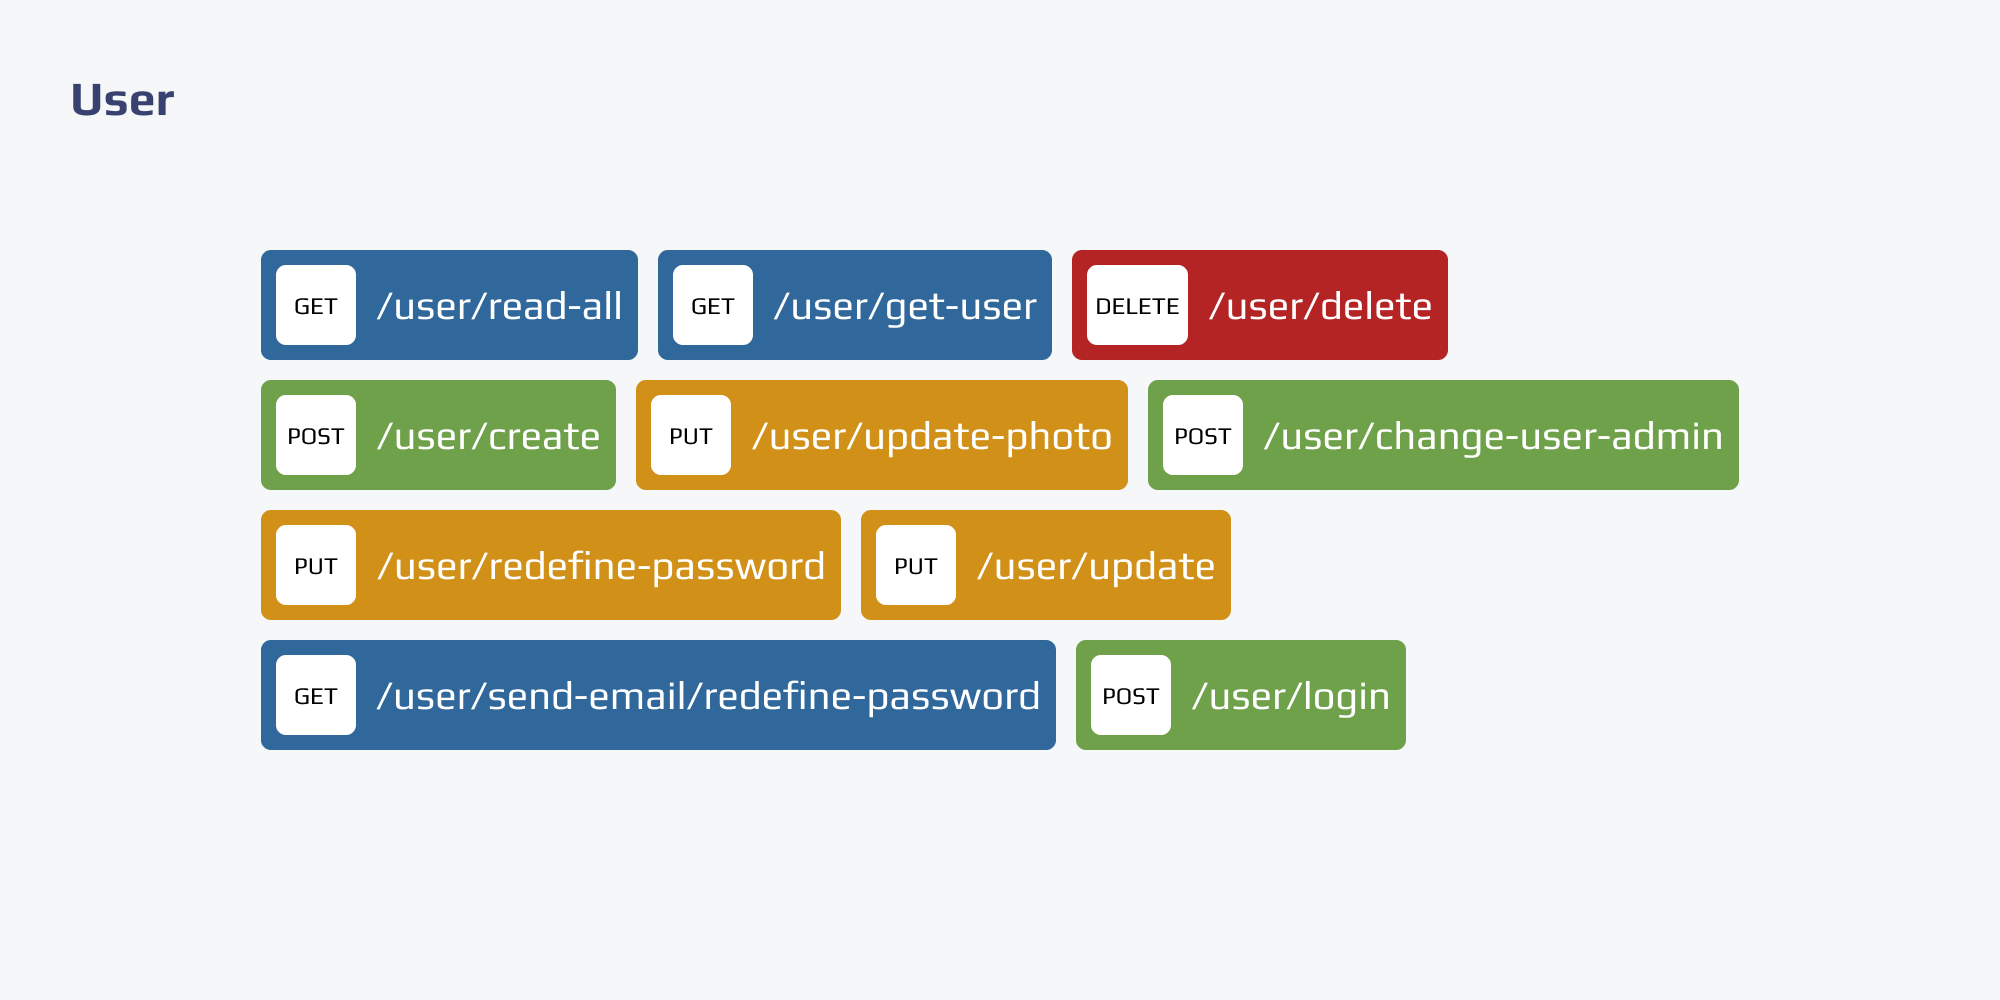 User
GET /user/read-all GET /user/get-user DELETE /user/delete
POST /user/create PUT /user/update-photo POST /user/change-user-admin
PUT /user/redefine-password PUT /user/update
GET /user/send-email/redefine-password POST /user/login